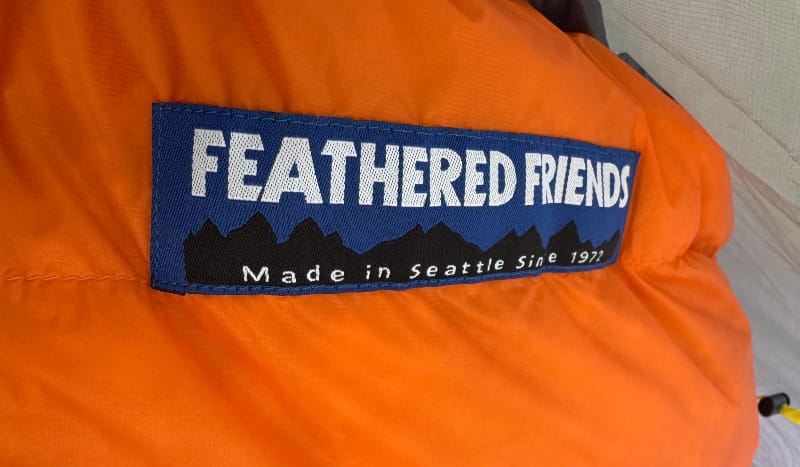 FEATHERED FRIENDS
Made in Seattle Since 1972